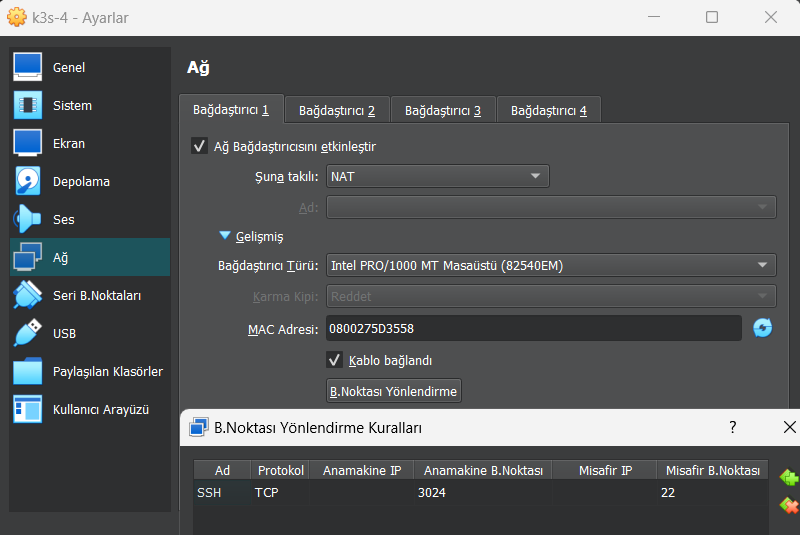 k3s-4 - Ayarlar
Genel
Sistem
Ekran
Depolama
Ses
Ağ
Seri B.Noktaları
USB
Paylaşılan Klasörler
Kullanıcı Arayüzü
Ağ
Bağdaştırıcı 1 Bağdaştırıcı 2 Bağdaştırıcı 3 Bağdaştırıcı 4
Ağ Bağdaştırıcısını etkinleştir
Şuna takılı: NAT
Ad:
Gelişmiş
Bağdaştırıcı Türü: Intel PRO/1000 MT Masaüstü (82540EM)
Karma Kipi: Reddet
MAC Adresi: 0800275D3558
Kablo bağlandı
B.Noktası Yönlendirme
B.Noktası Yönlendirme Kuralları ?
Ad Protokol Anamakine IP Anamakine B.Noktası Misafir IP Misafir B.Noktası
SSH TCP 3024 22